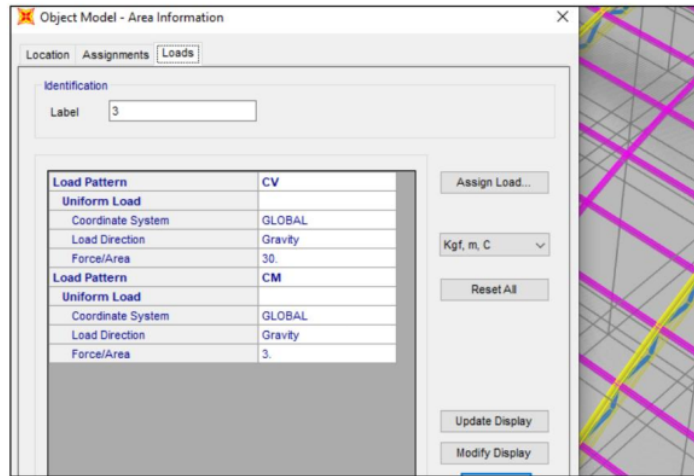 Object Model - Area Information
Location Assignments Loads
Identification
Label 3
Load Pattern CV
Uniform Load
Coordinate System GLOBAL
Load Direction Gravity
Force/Area 30.
Load Pattern CM
Uniform Load
Coordinate System GLOBAL
Load Direction Gravity
Force/Area 3.
Assign Load...
Kgf, m, C
Reset All
Update Display
Modify Display